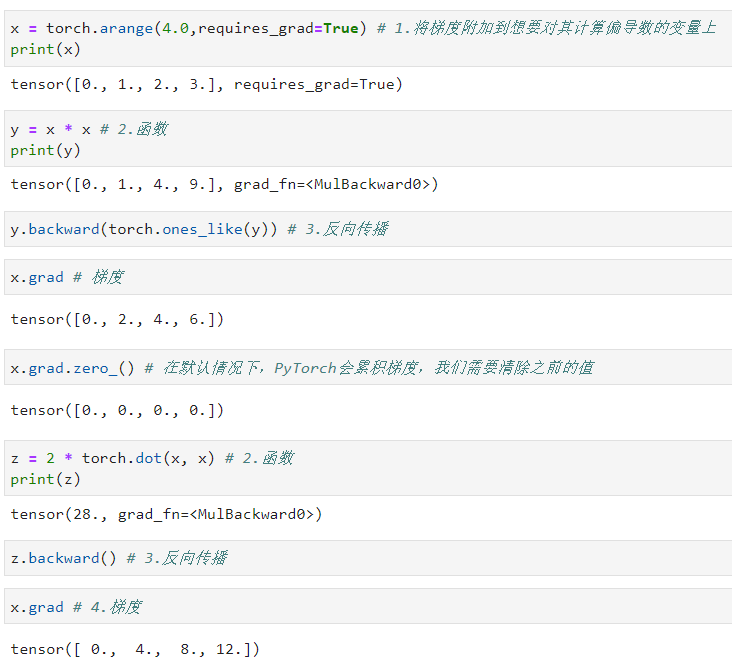 x = torch.arange(4.0,requires_grad=True) # 1.将梯度附加到想要对其计算偏导数的变量上
print(x)
tensor([0., 1., 2., 3.], requires_grad=True)
y = x * x # 2.函数
print(y)
tensor([0., 1., 4., 9.], grad_fn=<MulBackward0>)
y.backward(torch.ones_like(y)) # 3.反向传播
x.grad # 梯度
tensor([0., 2., 4., 6.])
x.grad.zero_() # 在默认情况下，PyTorch会累积梯度，我们需要清除之前的值
tensor([0., 0., 0., 0.])
z = 2 * torch.dot(x, x) # 2.函数
print(z)
tensor(28., grad_fn=<MulBackward0>)
z.backward() # 3.反向传播
x.grad # 4.梯度
tensor([ 0.,  4.,  8., 12.])